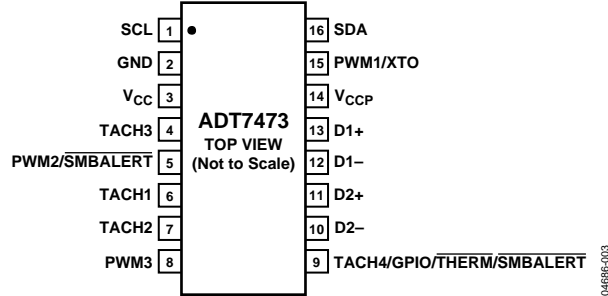 SCL 1 16 SDA
GND 2 15 PWM1/XTO
VCC 3 14 VCCP
TACH3 4 ADT7473 13 D1+
TOP VIEW
PWM2/SMBALERT 5 (Not to Scale) 12 D1–
TACH1 6 11 D2+
TACH2 7 10 D2–
PWM3 8 9 TACH4/GPIO/THERM/SMBALERT
04686-003